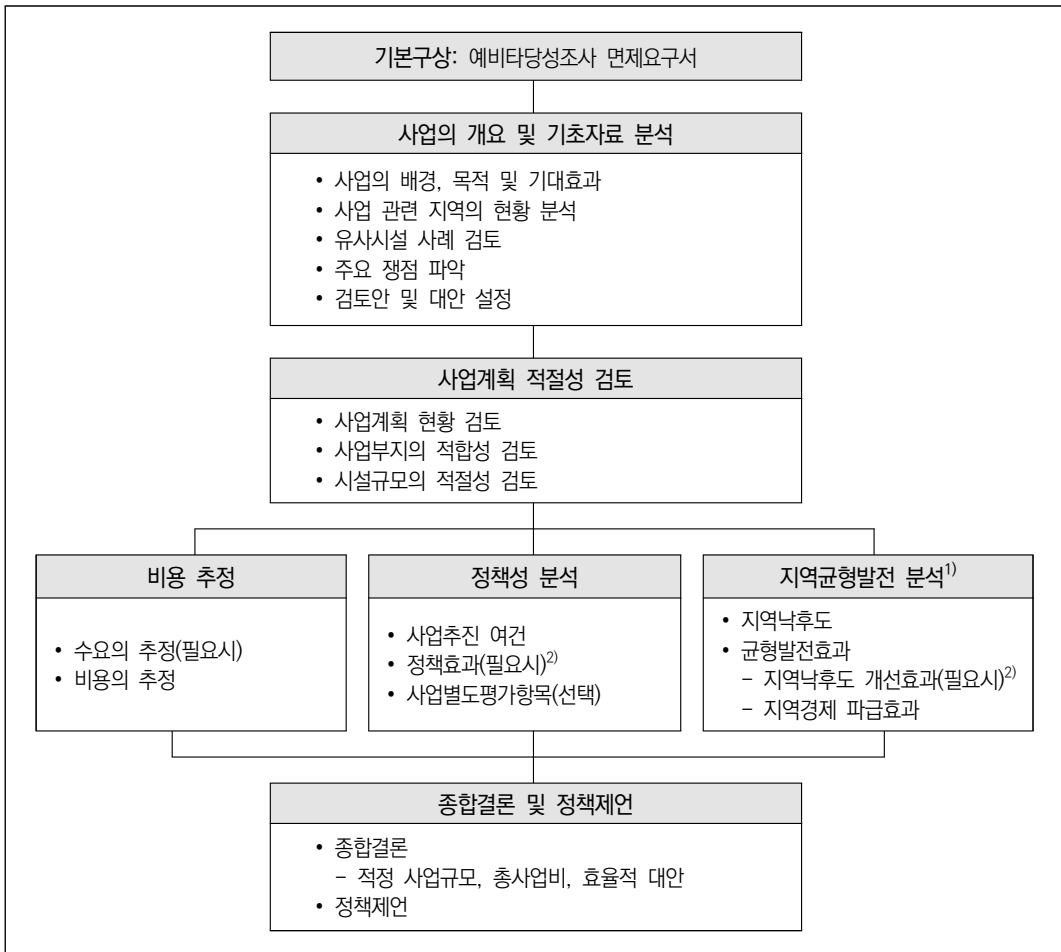 기본구상: 예비타당성조사 면제요구서
사업의 개요 및 기초자료 분석
• 사업의 배경, 목적 및 기대효과
• 사업 관련 지역의 현황 분석
• 유사시설 사례 검토
• 주요 쟁점 파악
• 검토안 및 대안 설정
사업계획 적절성 검토
• 사업계획 현황 검토
• 사업부지의 적합성 검토
• 시설규모의 적절성 검토
비용 추정
• 수요의 추정(필요시)
• 비용의 추정
정책성 분석
• 사업추진 여건
• 정책효과(필요시)2)
• 사업별도평가항목(선택)
지역균형발전 분석1)
• 지역낙후도
• 균형발전효과
− 지역낙후도 개선효과(필요시)2)
− 지역경제 파급효과
종합결론 및 정책제언
• 종합결론
− 적정 사업규모, 총사업비, 효율적 대안
• 정책제언